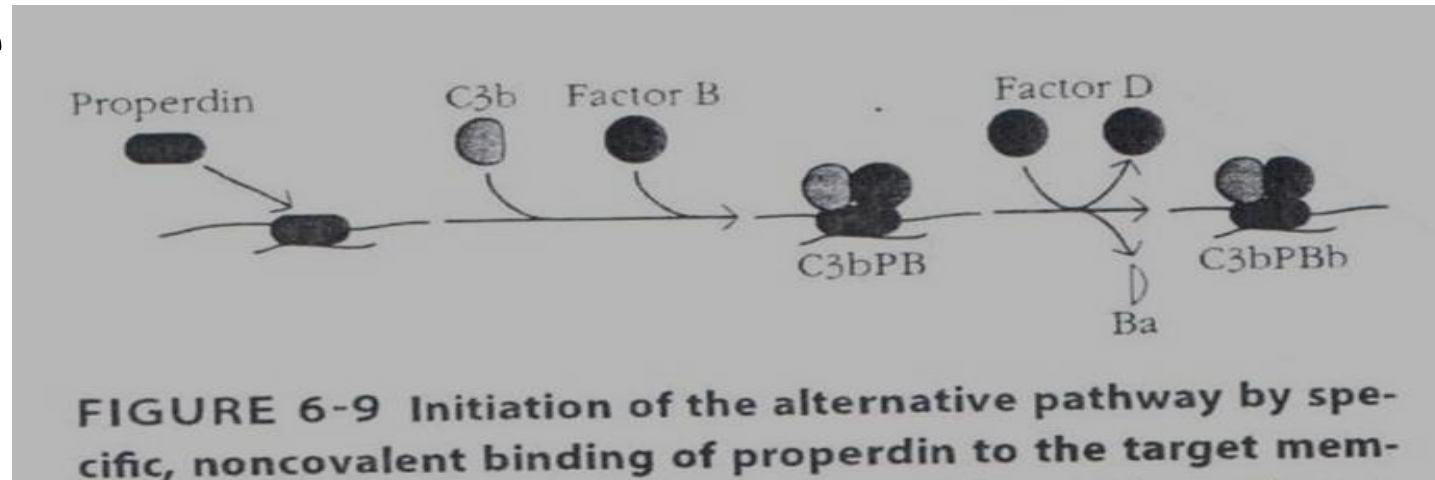 Properdin
C3b Factor B
Factor D
C3bPB
C3bPBb
Ba
FIGURE 6-9 Initiation of the alternative pathway by spe-
cific, noncovalent binding of properdin to the target mem-